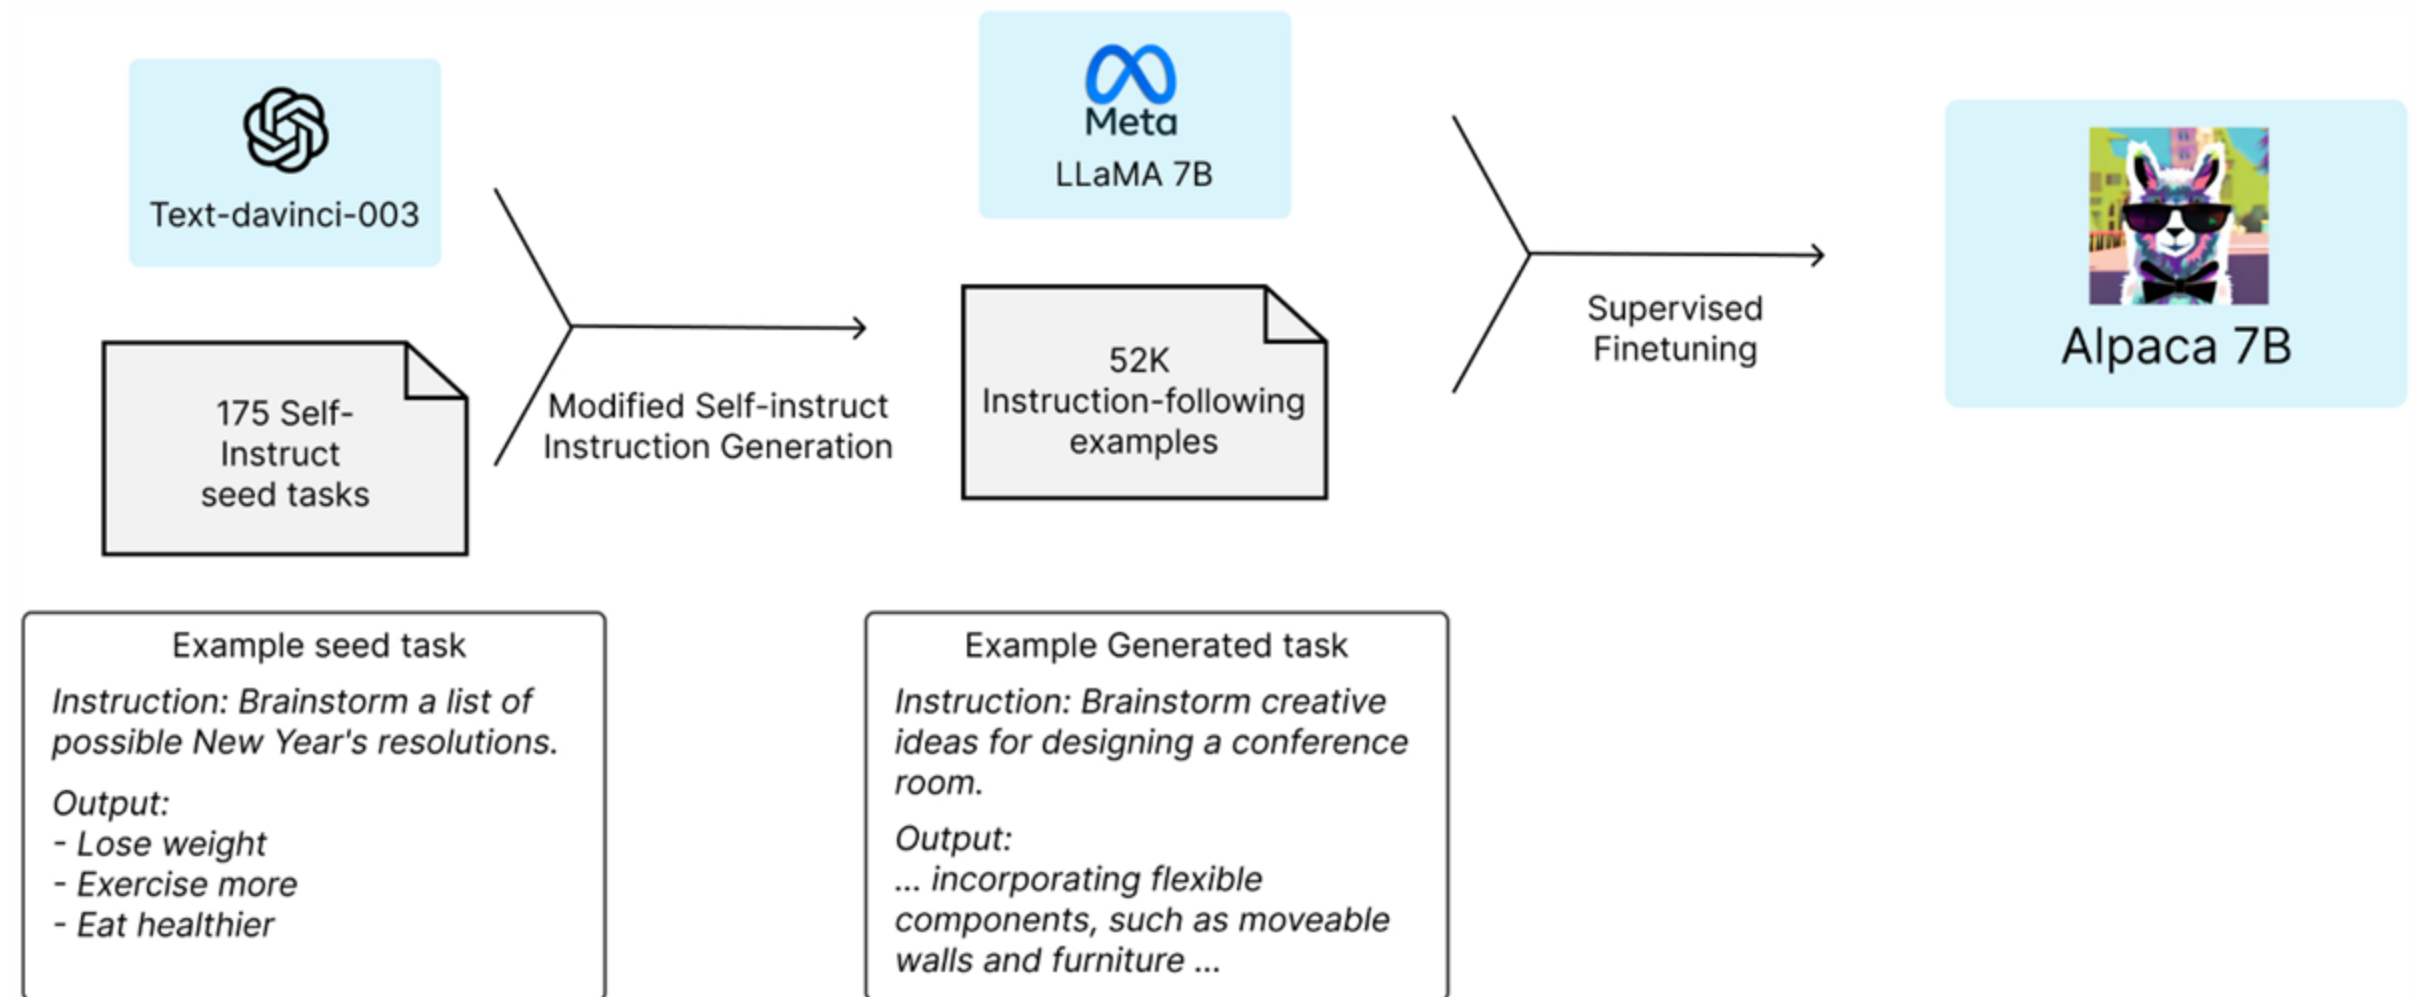 Text-davinci-003
175 Self-
Instruct
seed tasks
Modified Self-instruct
Instruction Generation
Meta
LLaMA 7B
52K
Instruction-following
examples
Supervised
Finetuning
Alpaca 7B
Example seed task
Instruction: Brainstorm a list of
possible New Year's resolutions.
Output:
- Lose weight
- Exercise more
- Eat healthier
Example Generated task
Instruction: Brainstorm creative
ideas for designing a conference
room.
Output:
... incorporating flexible
components, such as moveable
walls and furniture ...